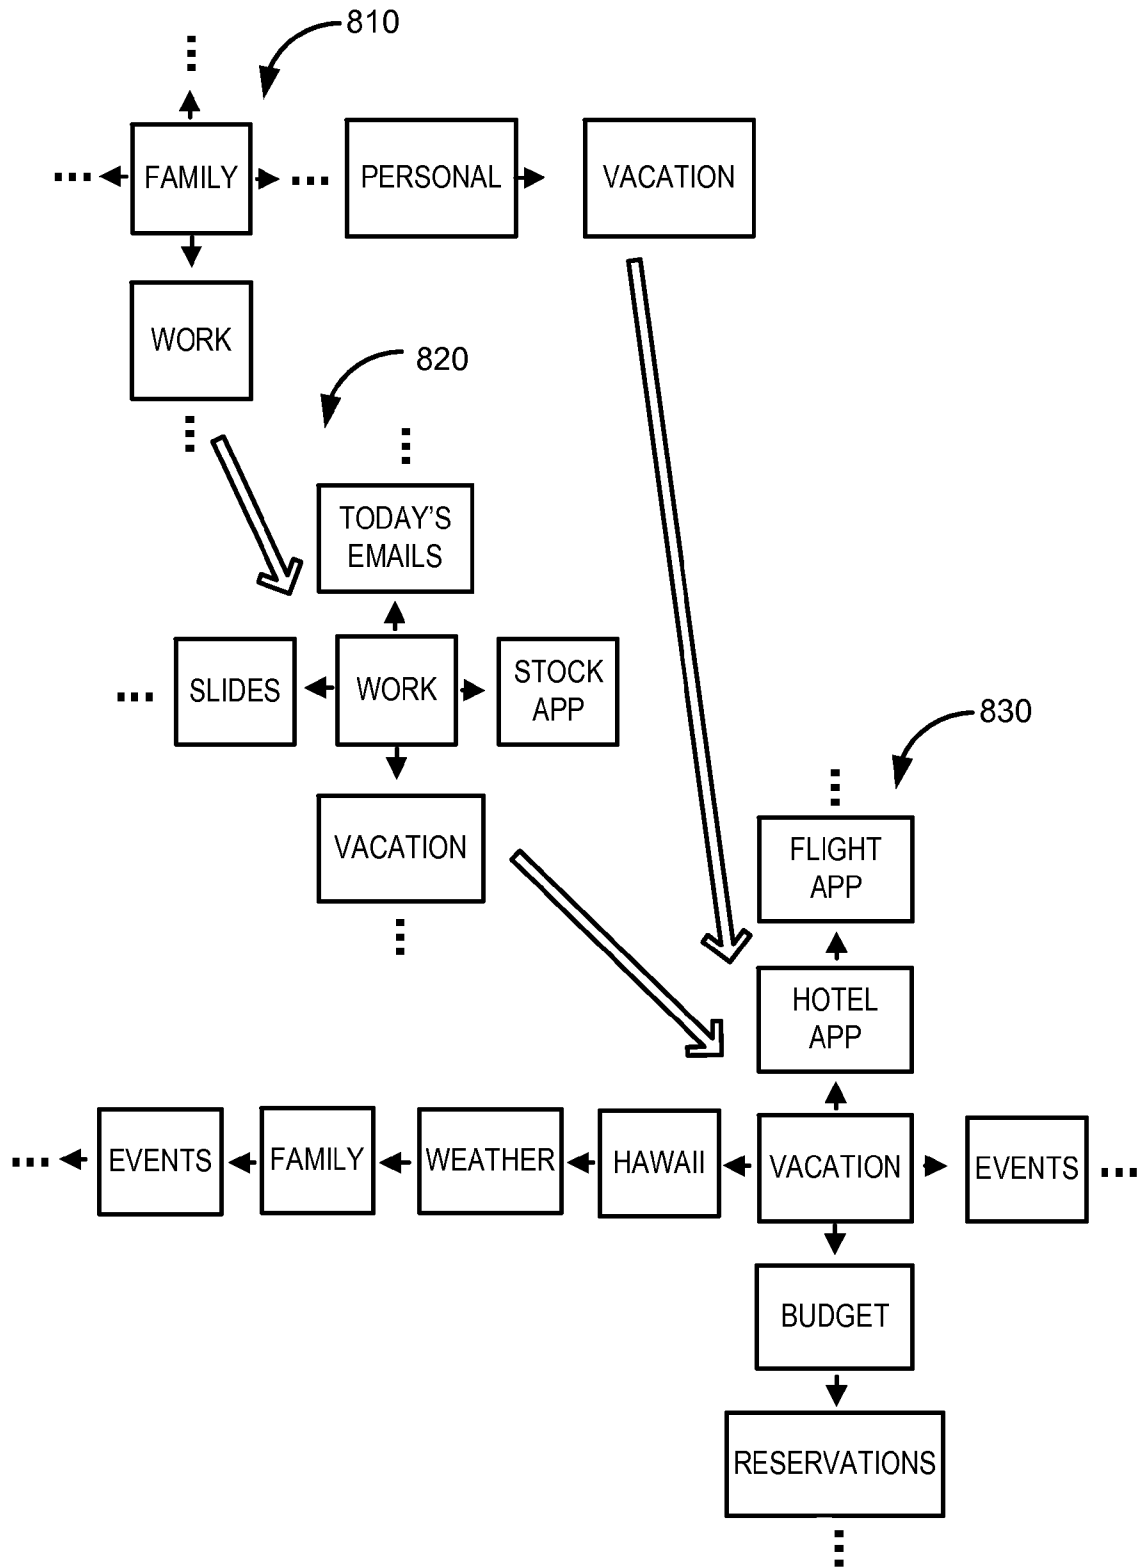 810
FAMILY
PERSONAL
VACATION
WORK
820
TODAY'S
EMAILS
SLIDES
WORK
STOCK
APP
830
VACATION
FLIGHT
APP
HOTEL
APP
EVENTS
FAMILY
WEATHER
HAWAII
VACATION
EVENTS
BUDGET
RESERVATIONS